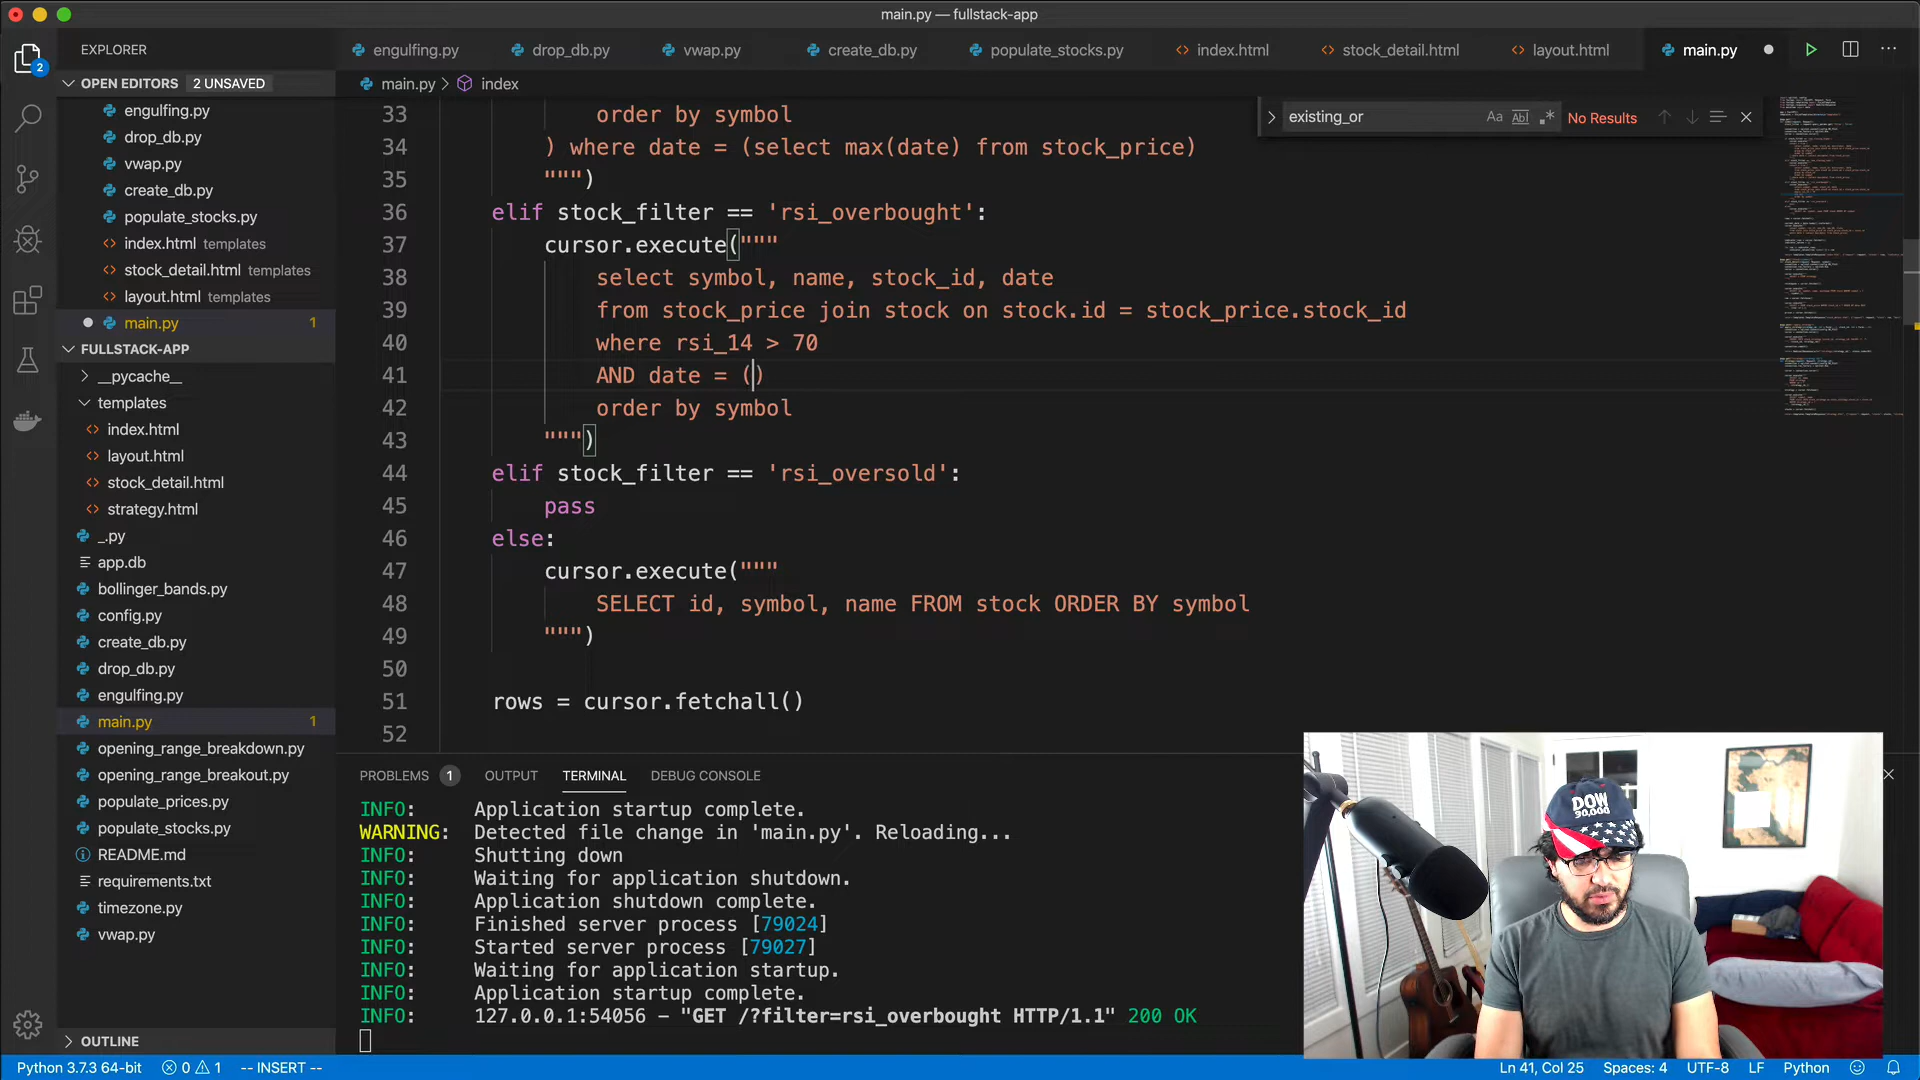 main.py — fullstack-app
EXPLORER
engulfing.py
drop_db.py
vwap.py
create_db.py
populate_stocks.py
index.html
stock_detail.html
layout.html
main.py
OPEN EDITORS
2 UNSAVED
main.py
index
engulfing.py
drop_db.py
vwap.py
create_db.py
populate_stocks.py
index.html templates
stock_detail.html templates
layout.html templates
main.py 1
FULLSTACK-APP
__pycache__
templates
index.html
layout.html
stock_detail.html
strategy.html
_.py
app.db
bollinger_bands.py
config.py
create_db.py
drop_db.py
engulfing.py
main.py 1
opening_range_breakdown.py
opening_range_breakout.py
populate_prices.py
populate_stocks.py
README.md
requirements.txt
timezone.py
vwap.py
OUTLINE
2
existing_or
Aa
Abl
No Results
33 order by symbol
34 ) where date = (select max(date) from stock_price)
35 """)
36 elif stock_filter == 'rsi_overbought':
37 cursor.execute("""
38 select symbol, name, stock_id, date
39 from stock_price join stock on stock.id = stock_price.stock_id
40 where rsi_14 > 70
41 AND date = ()
42 order by symbol
43 """)
44 elif stock_filter == 'rsi_oversold':
45 pass
46 else:
47 cursor.execute("""
48 SELECT id, symbol, name FROM stock ORDER BY symbol
49 """)
50
51 rows = cursor.fetchall()
52
PROBLEMS 1 OUTPUT TERMINAL DEBUG CONSOLE
INFO: Application startup complete.
WARNING: Detected file change in 'main.py'. Reloading...
INFO: Shutting down
INFO: Waiting for application shutdown.
INFO: Application shutdown complete.
INFO: Finished server process [79024]
INFO: Started server process [79027]
INFO: Waiting for application startup.
INFO: Application startup complete.
INFO: 127.0.0.1:54056 - "GET /?filter=rsi_overbought HTTP/1.1" 200 OK
DOW
90,000
Python 3.7.3 64-bit
0 1
-- INSERT --
Ln 41, Col 25
Spaces: 4
UTF-8
LF
Python